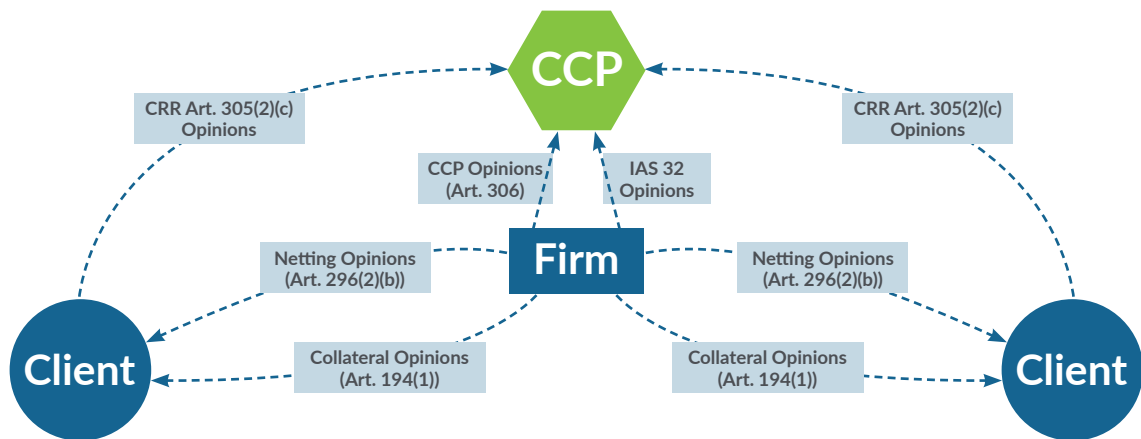 CCP
CRR Art. 305(2)(c)
Opinions
CRR Art. 305(2)(c)
Opinions
CCP Opinions
(Art. 306)
IAS 32
Opinions
Firm
Netting Opinions
(Art. 296(2)(b))
Netting Opinions
(Art. 296(2)(b))
Client
Collateral Opinions
(Art. 194(1))
Collateral Opinions
(Art. 194(1))
Client